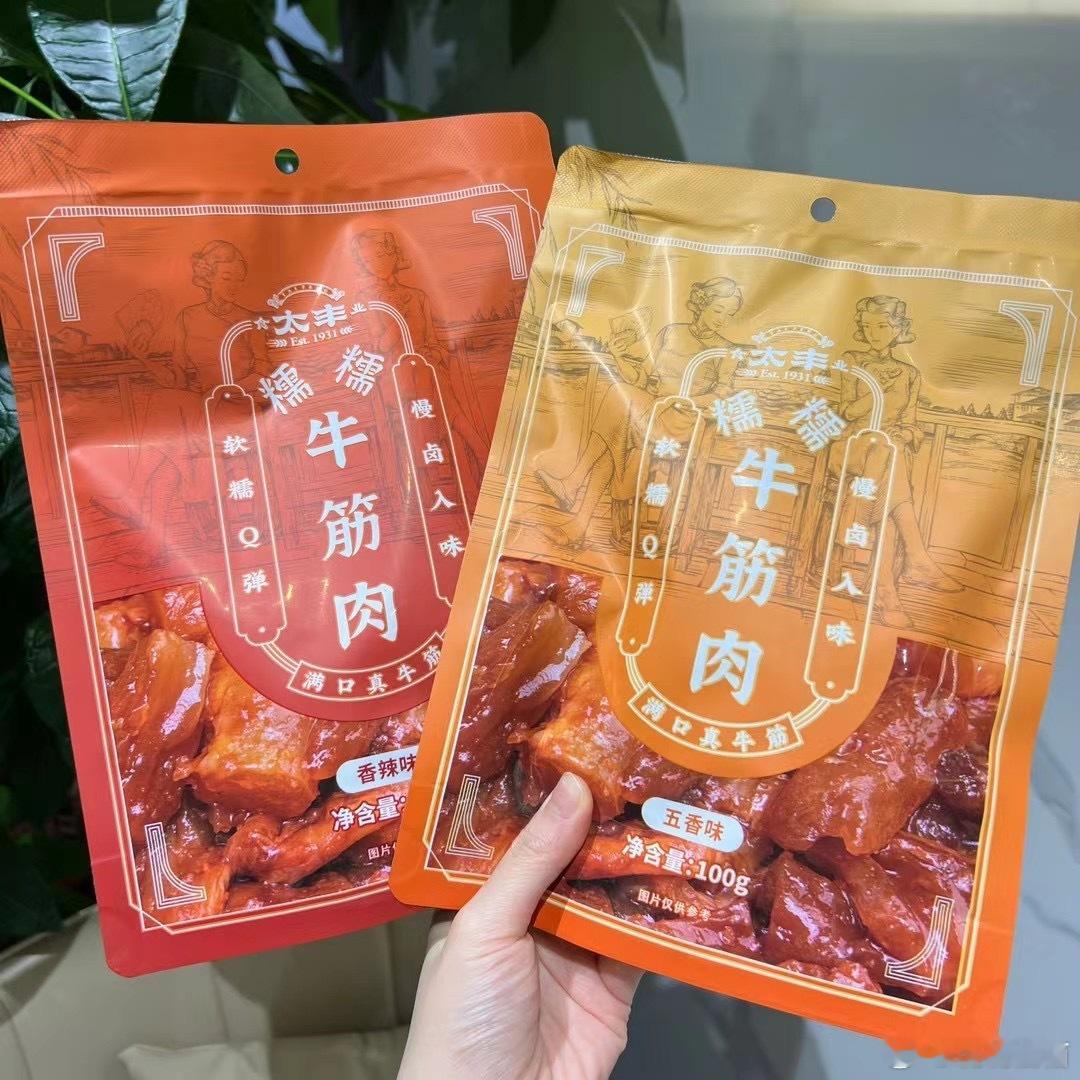 太丰
Est. 1931
糯糯
牛筋肉
软糯Q弹
慢卤入味
满口真牛筋
香辣味
净含量:
图片仅
太丰
Est. 1931
糯糯
牛筋肉
软糯Q弹
慢卤入味
满口真牛筋
五香味
净含量:100g
图片仅供参考